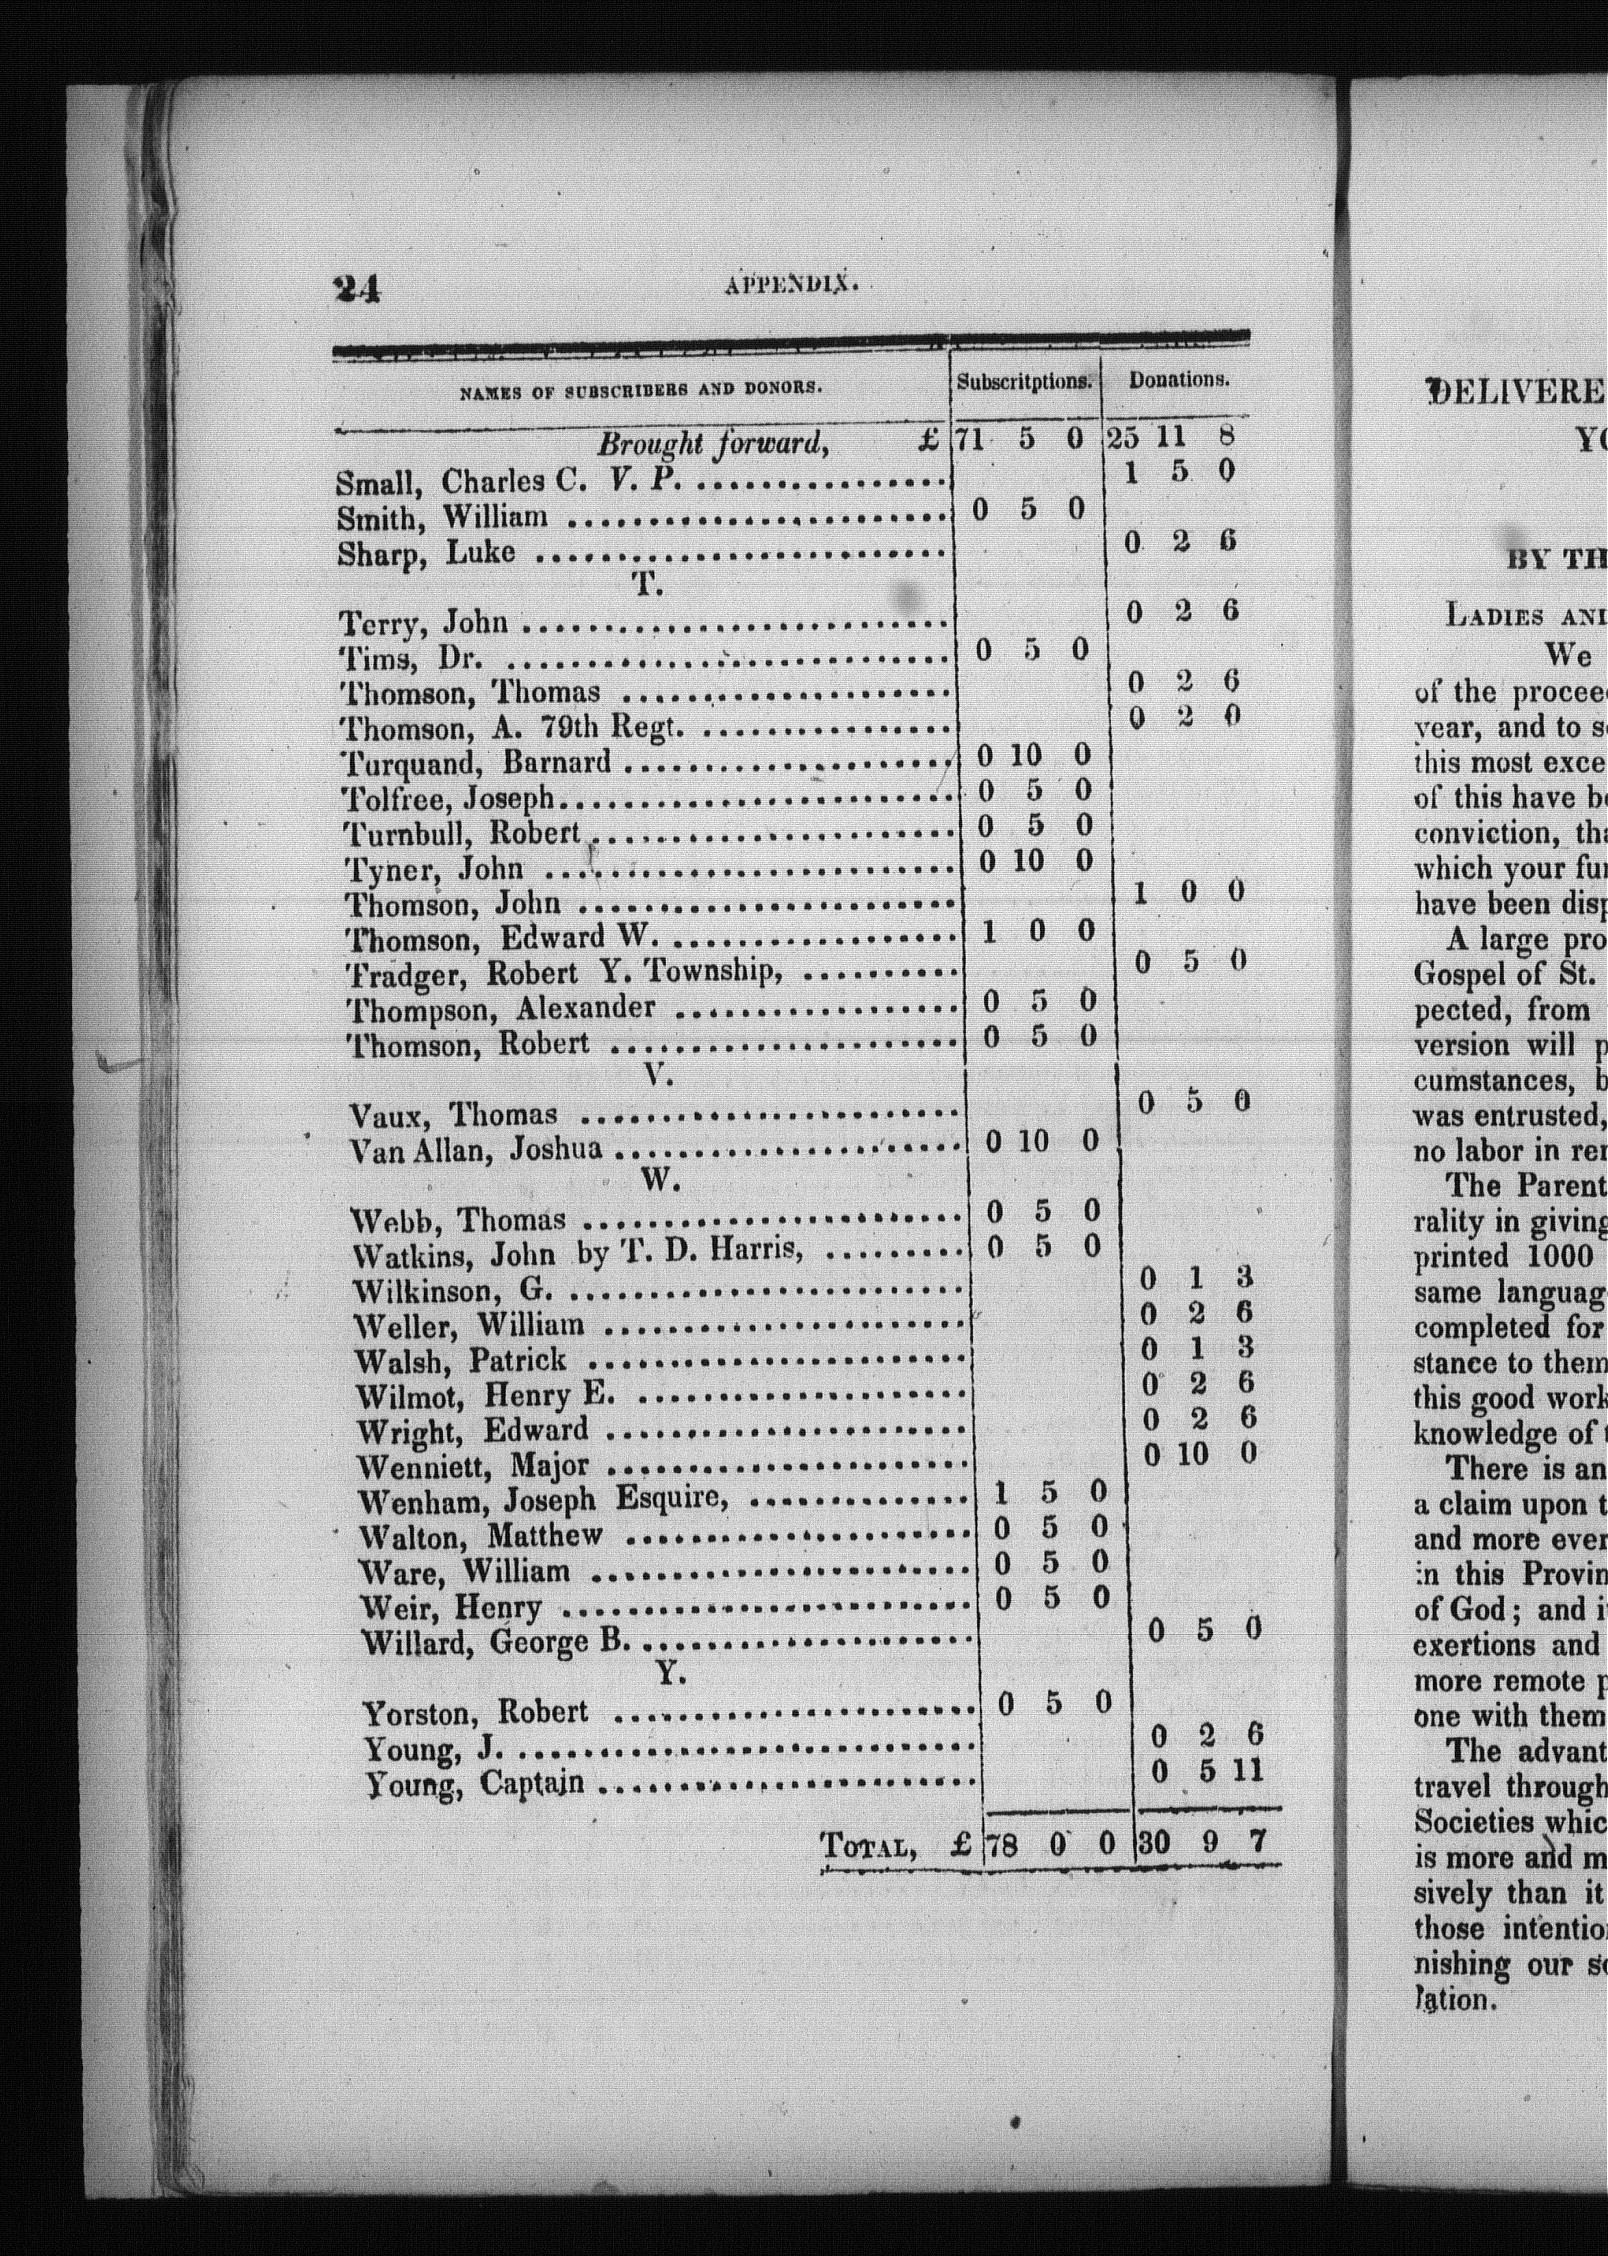 24 APPENDIX.
NAMES OF SUBSCRIBERS AND DONORS. Subscritptions. Donations.
Brought forward, £ 71 5 0 25 11 8
Small, Charles C. V. P. ................ 1 5 0
Smith, William ........................ 0 5 0
Sharp, Luke .......................... 0 2 6
T.
Terry, John ........................... 0 2 6
Tims, Dr. ............................ 0 5 0
Thomson, Thomas ..................... 0 2 6
Thomson, A. 79th Regt. ................ 0 2 0
Turquand, Barnard ..................... 0 10 0
Tolfree, Joseph......................... 0 5 0
Turnbull, Robert....................... 0 5 0
Tyner, John .......................... 0 10 0
Thomson, John ........................ 1 0 0
Thomson, Edward W. .................. 1 0 0
Tradger, Robert Y. Township, .......... 0 5 0
Thompson, Alexander .................. 0 5 0
Thomson, Robert ...................... 0 5 0
V.
Vaux, Thomas ........................ 0 5 0
Van Allan, Joshua ...................... 0 10 0
W.
Webb, Thomas ........................ 0 5 0
Watkins, John by T. D. Harris, ......... 0 5 0
Wilkinson, G. ......................... 0 1 3
Weller, William ....................... 0 2 6
Walsh, Patrick ........................ 0 1 3
Wilmot, Henry E. ..................... 0 2 6
Wright, Edward ....................... 0 2 6
Wenniett, Major ....................... 0 10 0
Wenham, Joseph Esquire, .............. 1 5 0
Walton, Matthew ...................... 0 5 0
Ware, William ........................ 0 5 0
Weir, Henry .......................... 0 5 0
Willard, George B. ..................... 0 5 0
Y.
Yorston, Robert ....................... 0 5 0
Young, J. ............................. 0 2 6
Young, Captain ........................ 0 5 11
TOTAL, £ 78 0 0 30 9 7
DELIVERE
YO
BY TH
LADIES AND
We
of the procee
year, and to s
this most exce
of this have b
conviction, tha
which your fu
have been disp
A large pro
Gospel of St.
pected, from
version will p
cumstances, b
was entrusted,
no labor in re
The Parent
rality in giving
printed 1000
same languag
completed for
stance to them
this good work
knowledge of t
There is an
a claim upon t
and more ever
in this Provin
of God; and i
exertions and
more remote p
one with them
The advant
travel through
Societies whic
is more and m
sively than it
those intentio
nishing our s
lation.